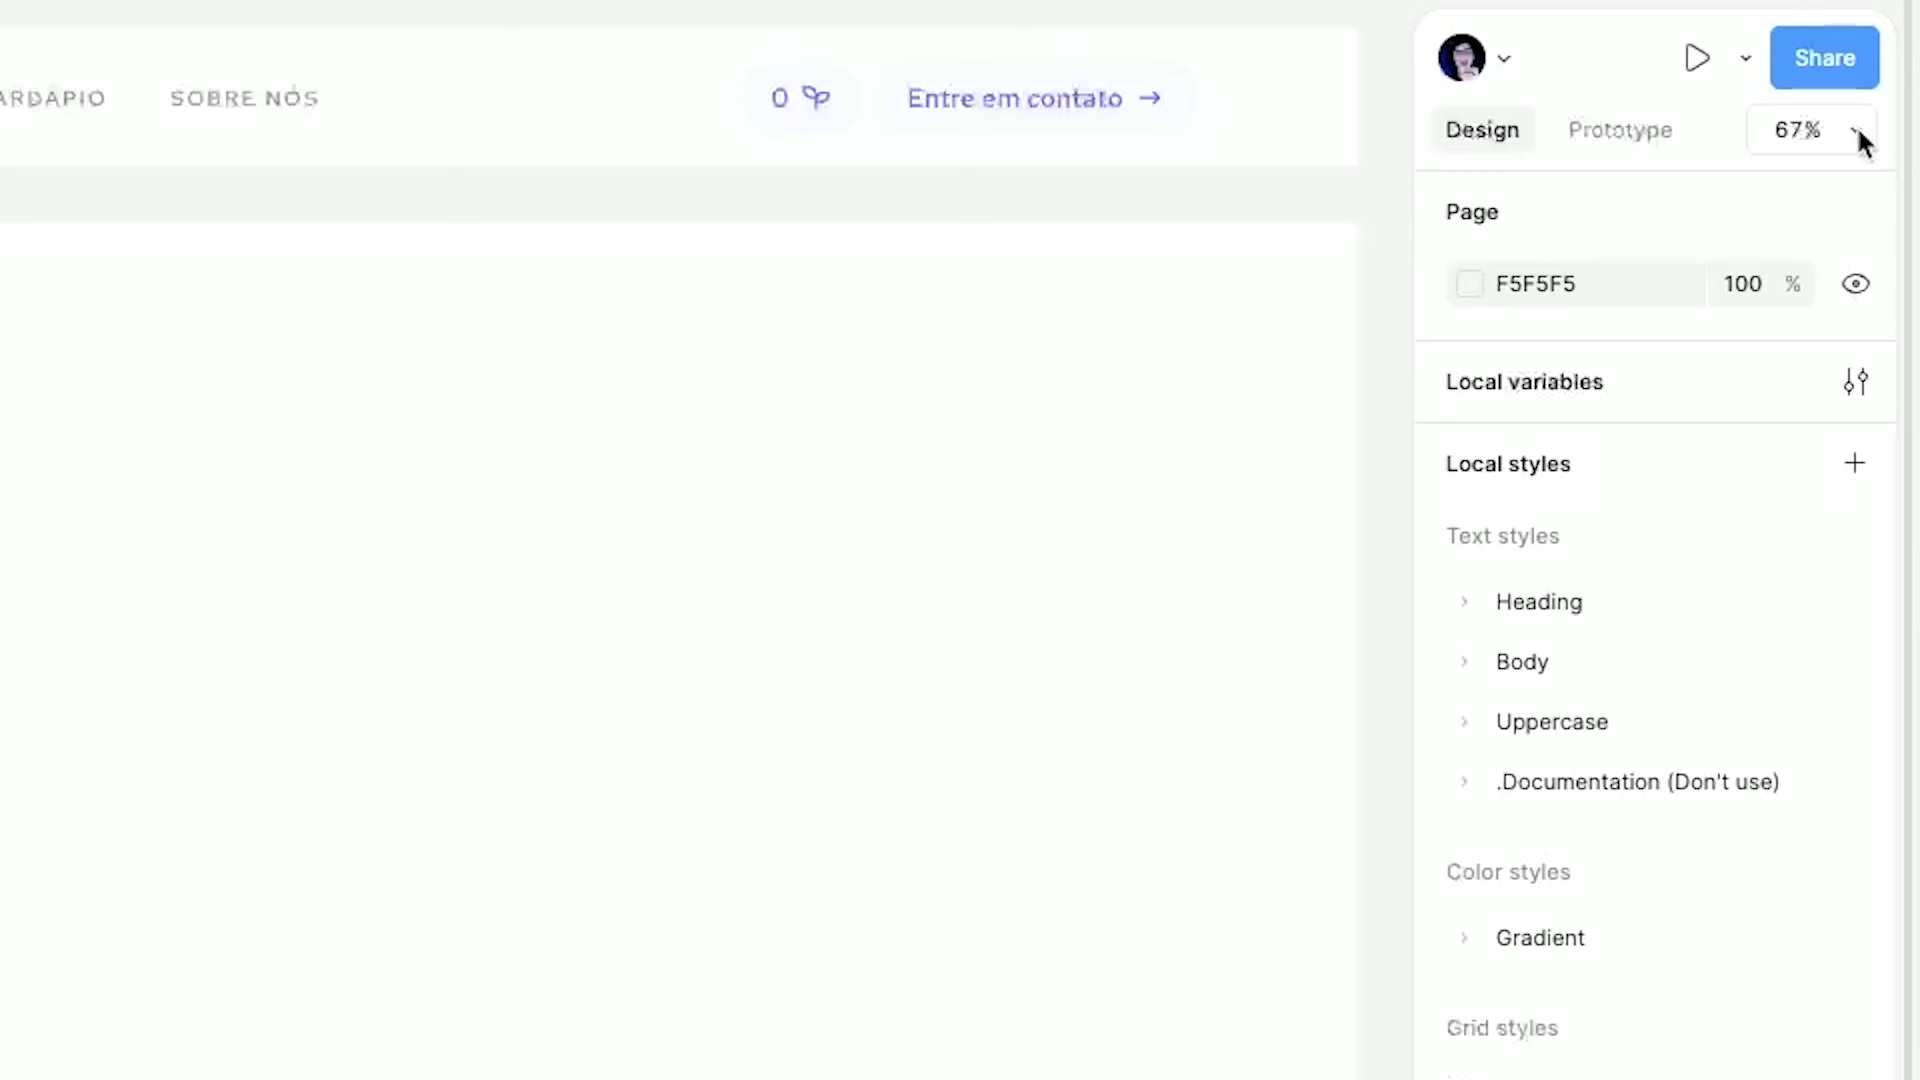 ARDÁPIO
SOBRE NÓS
0
Entre em contato →
Share
Design
Prototype
67%
Page
F5F5F5
100 %
Local variables
Local styles
Text styles
Heading
Body
Uppercase
.Documentation (Don't use)
Color styles
Gradient
Grid styles